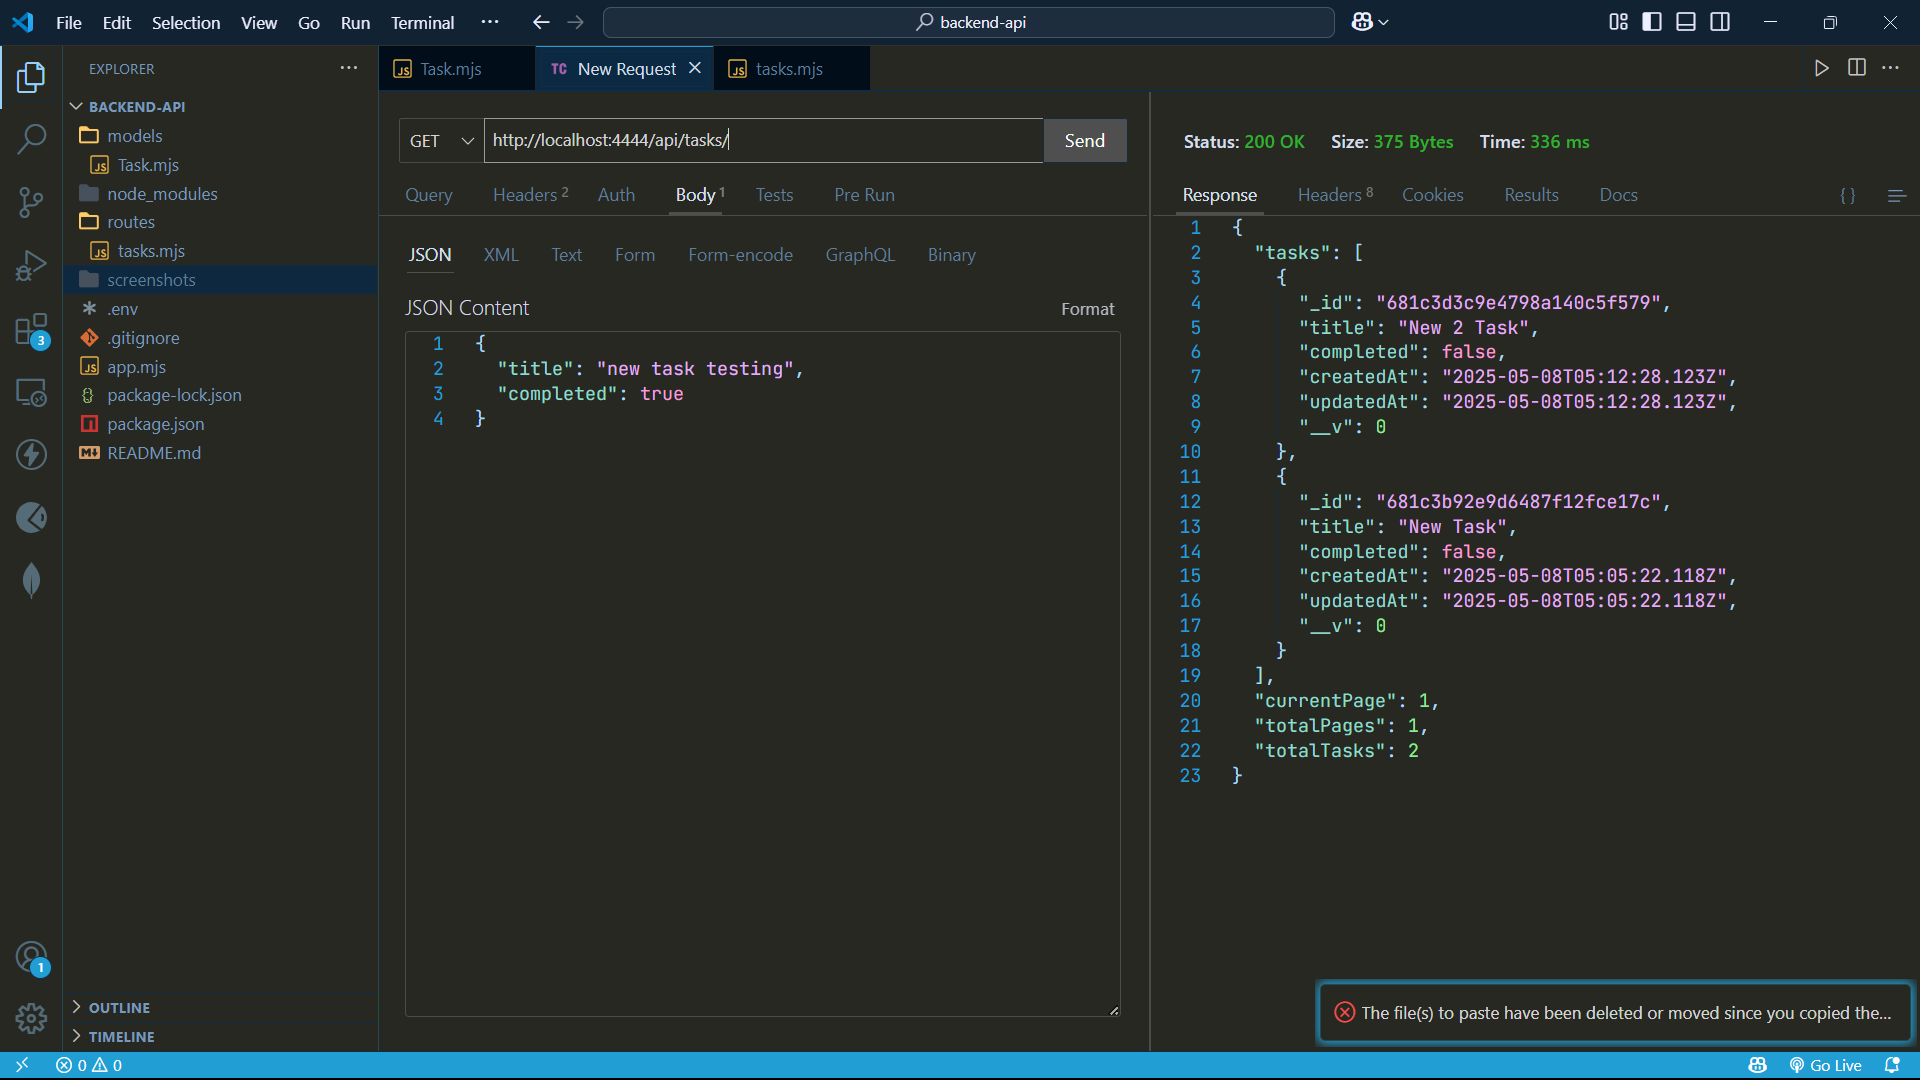 File Edit Selection View Go Run Terminal ··· backend-api
EXPLORER ···
BACKEND-API
models
Task.mjs
node_modules
routes
tasks.mjs
screenshots
.env
.gitignore
app.mjs
package-lock.json
package.json
README.md
OUTLINE
TIMELINE
3
1
JS Task.mjs TC New Request JS tasks.mjs
GET http://localhost:4444/api/tasks/ Send
Query Headers 2 Auth Body 1 Tests Pre Run
JSON XML Text Form Form-encode GraphQL Binary
JSON Content Format
1 {
2 "title": "new task testing",
3 "completed": true
4 }
Status: 200 OK Size: 375 Bytes Time: 336 ms
Response Headers 8 Cookies Results Docs { }
1 {
2 "tasks": [
3 {
4 "_id": "681c3d3c9e4798a140c5f579",
5 "title": "New 2 Task",
6 "completed": false,
7 "createdAt": "2025-05-08T05:12:28.123Z",
8 "updatedAt": "2025-05-08T05:12:28.123Z",
9 "__v": 0
10 },
11 {
12 "_id": "681c3b92e9d6487f12fce17c",
13 "title": "New Task",
14 "completed": false,
15 "createdAt": "2025-05-08T05:05:22.118Z",
16 "updatedAt": "2025-05-08T05:05:22.118Z",
17 "__v": 0
18 }
19 ],
20 "currentPage": 1,
21 "totalPages": 1,
22 "totalTasks": 2
23 }
The file(s) to paste have been deleted or moved since you copied the...
0 0 Go Live